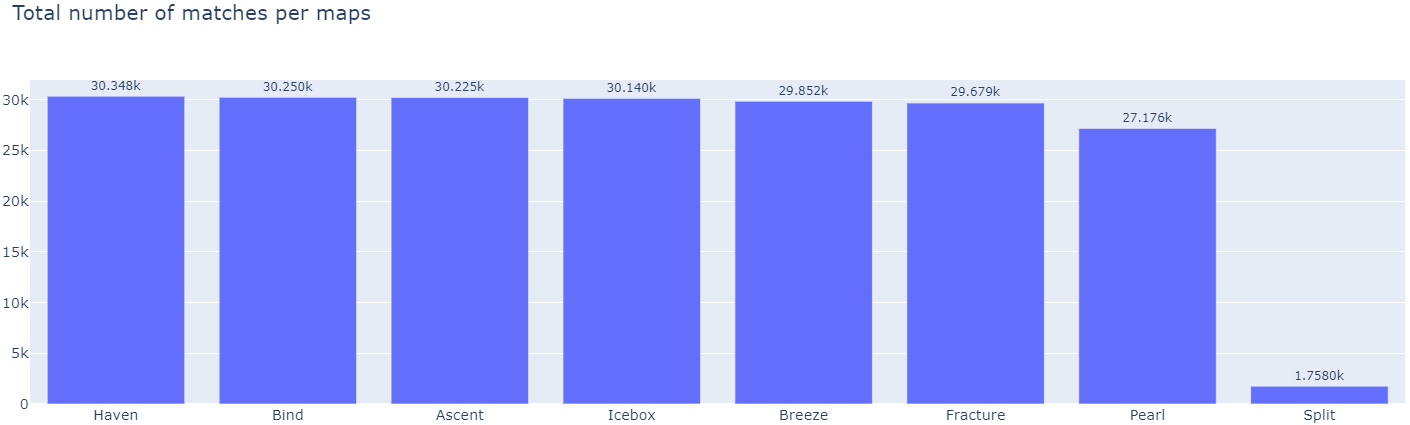 Total number of matches per maps
30.348k
30.250k
30.225k
30.140k
29.852k
29.679k
27.176k
1.7580k
30k
25k
20k
15k
10k
5k
0
Haven
Bind
Ascent
Icebox
Breeze
Fracture
Pearl
Split